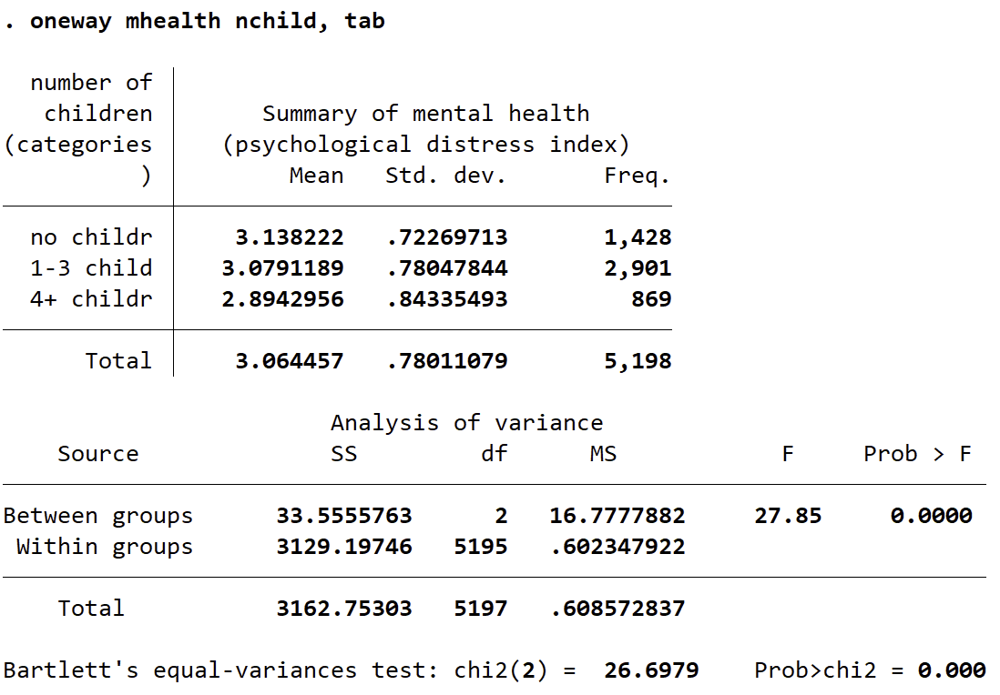 . oneway mhealth nchild, tab
number of
children
(categories
)
Summary of mental health
(psychological distress index)
Mean Std. dev. Freq.
no childr 3.138222 .72269713 1,428
1-3 child 3.0791189 .78047844 2,901
4+ childr 2.8942956 .84335493 869
Total 3.064457 .78011079 5,198
Analysis of variance
Source SS df MS F Prob > F
Between groups 33.5555763 2 16.7777882 27.85 0.0000
Within groups 3129.19746 5195 .602347922
Total 3162.75303 5197 .608572837
Bartlett's equal-variances test: chi2(2) = 26.6979 Prob>chi2 = 0.000